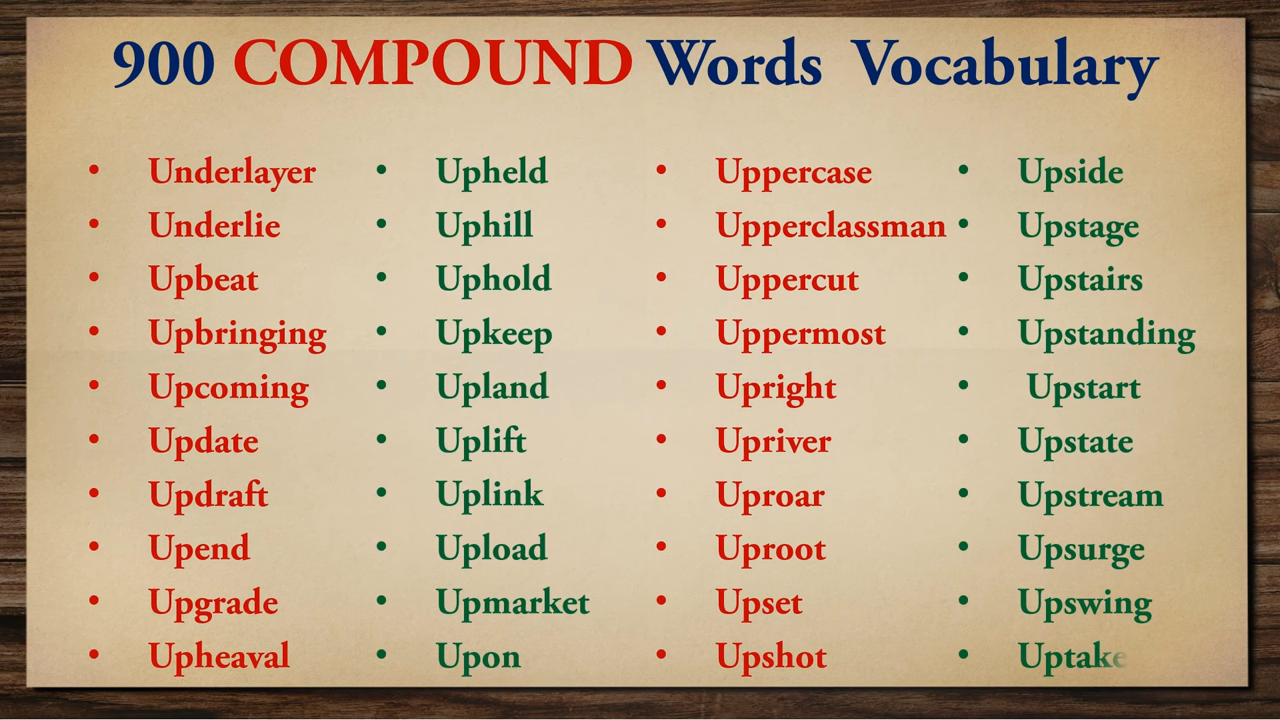 900 COMPOUND Words Vocabulary
• Underlayer
• Underlie
• Upbeat
• Upbringing
• Upcoming
• Update
• Updraft
• Upend
• Upgrade
• Upheaval
• Upheld
• Uphill
• Uphold
• Upkeep
• Upland
• Uplift
• Uplink
• Upload
• Upmarket
• Upon
• Uppercase
• Upperclassman
• Uppercut
• Uppermost
• Upright
• Upriver
• Uproar
• Uproot
• Upset
• Upshot
• Upside
• Upstage
• Upstairs
• Upstanding
• Upstart
• Upstate
• Upstream
• Upsurge
• Upswing
• Uptake